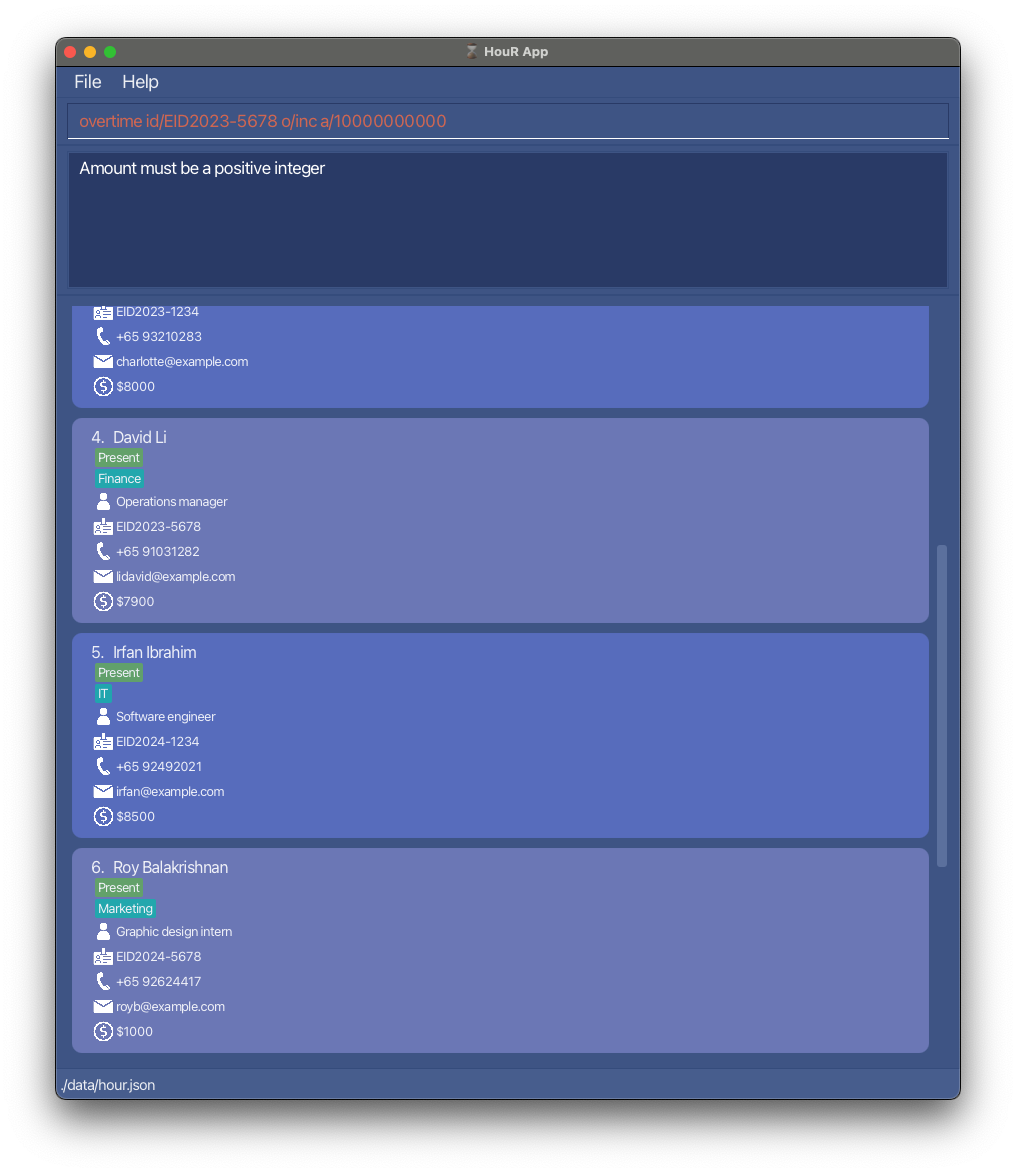 HouR App
File Help
overtime id/EID2023-5678 o/inc a/10000000000
Amount must be a positive integer
EID2023-1234
+65 93210283
charlotte@example.com
$8000
4. David Li
Present
Finance
Operations manager
EID2023-5678
+65 91031282
lidavid@example.com
$7900
5. Irfan Ibrahim
Present
IT
Software engineer
EID2024-1234
+65 92492021
irfan@example.com
$8500
6. Roy Balakrishnan
Present
Marketing
Graphic design intern
EID2024-5678
+65 92624417
royb@example.com
$1000
./data/hour.json